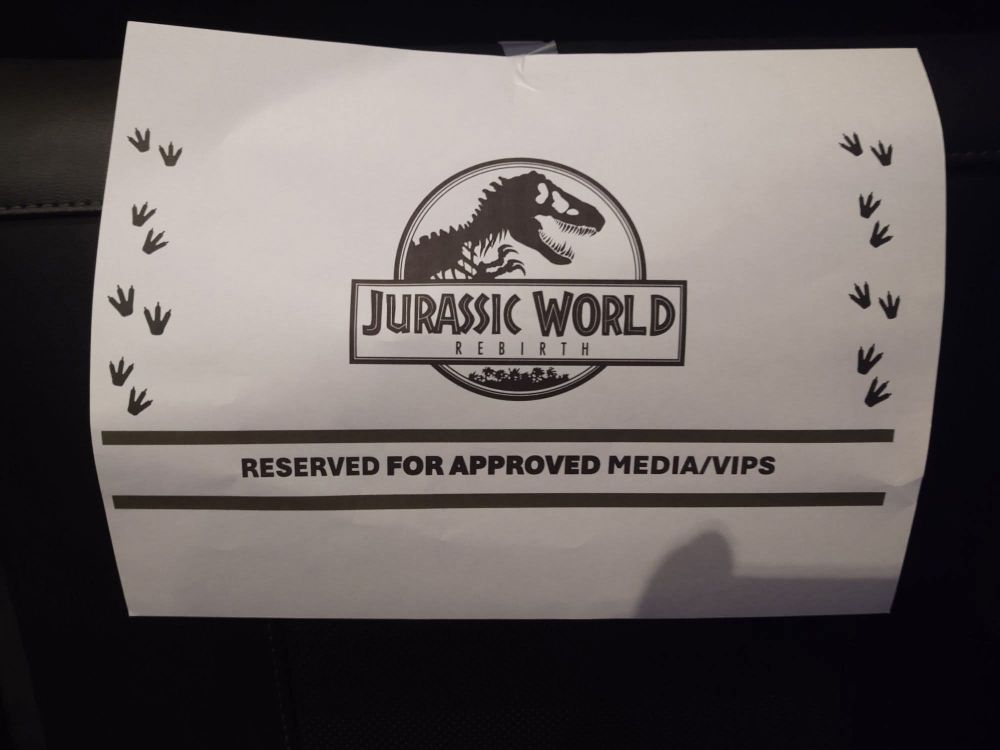 JURASSIC WORLD
REBIRTH
RESERVED FOR APPROVED MEDIA/VIPS